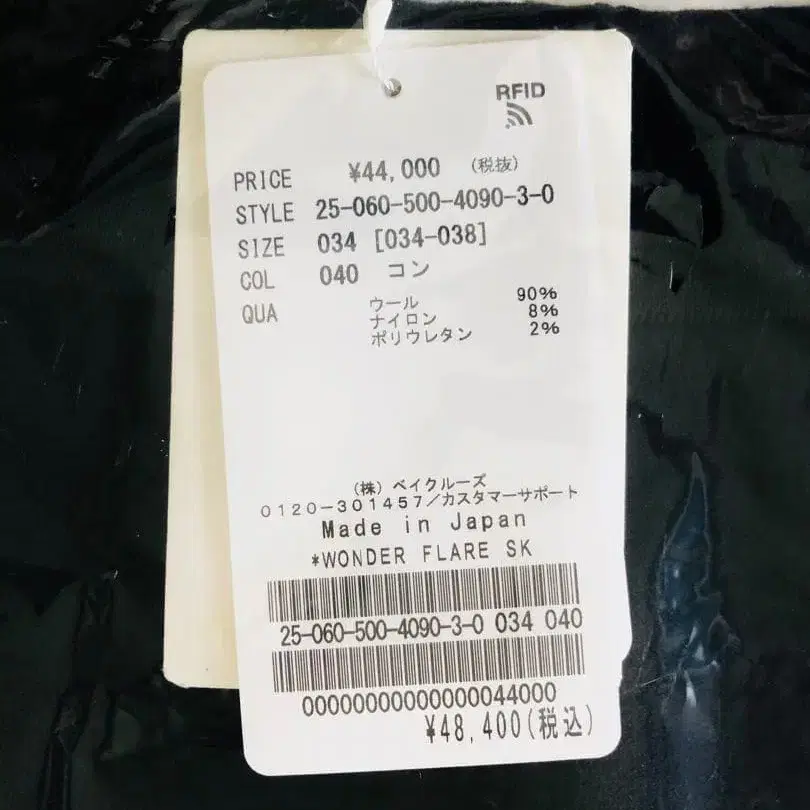 RFID
PRICE ¥44,000 (税抜)
STYLE 25-060-500-4090-3-0
SIZE 034 [034-038]
COL 040 コン
QUA ウール 90%
ナイロン 8%
ポリウレタン 2%
(株) ベイクルーズ
0120-301457/カスタマーサポート
Made in Japan
*WONDER FLARE SK
25-060-500-4090-3-0 034 040
00000000000000044000
¥48,400(税込)